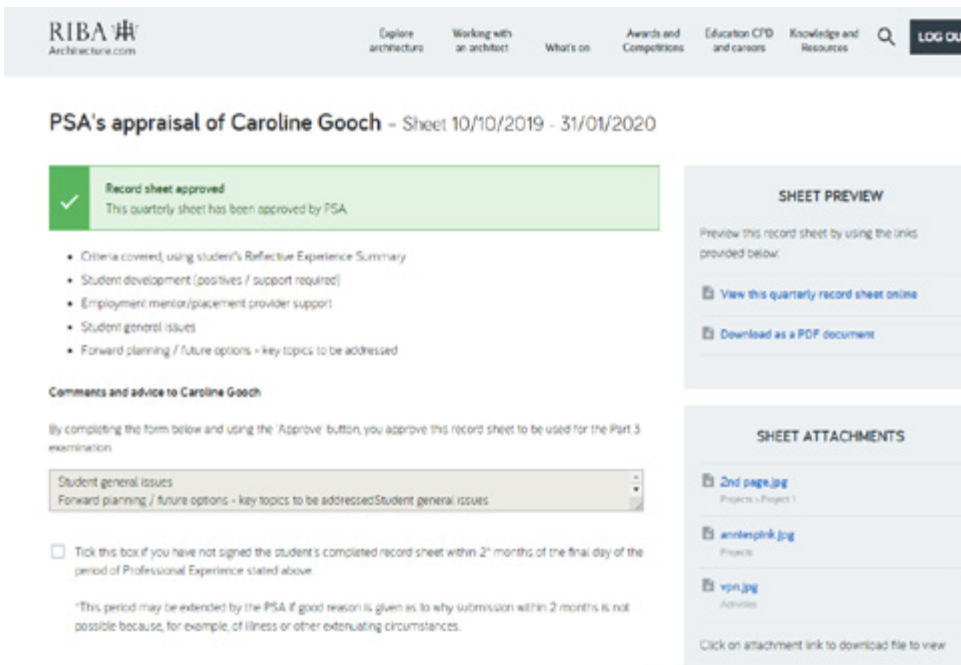 RIBA
Architecture.com
Explore
architecture
Working with
an architect
What's on
Awards and
Competitions
Education CPD
and careers
Knowledge and
Resources
LOG OU
PSA's appraisal of Caroline Gooch – Sheet 10/10/2019 - 31/01/2020
Record sheet approved
This quarterly sheet has been approved by PSA
• Criteria covered, using student's Reflective Experience Summary
• Student development (positives / support required)
• Employment mentor/placement provider support
• Student general issues
• Forward planning / future options - key topics to be addressed
Comments and advice to Caroline Gooch
By completing the form below and using the 'Approve' button, you approve this record sheet to be used for the Part 3
examination.
Student general issues
Forward planning / future options - key topics to be addressedStudent general issues
Tick this box if you have not signed the student's completed record sheet within 2* months of the final day of the
period of Professional Experience stated above.
*This period may be extended by the PSA if good reason is given as to why submission within 2 months is not
possible because, for example, of illness or other extenuating circumstances.
SHEET PREVIEW
Preview this record sheet by using the links
provided below:
View this quarterly record sheet online
Download as a PDF document
SHEET ATTACHMENTS
2nd page.jpg
Projects > Project 1
anniespink.jpg
Projects
vpn.jpg
Activities
Click on attachment link to download file to view